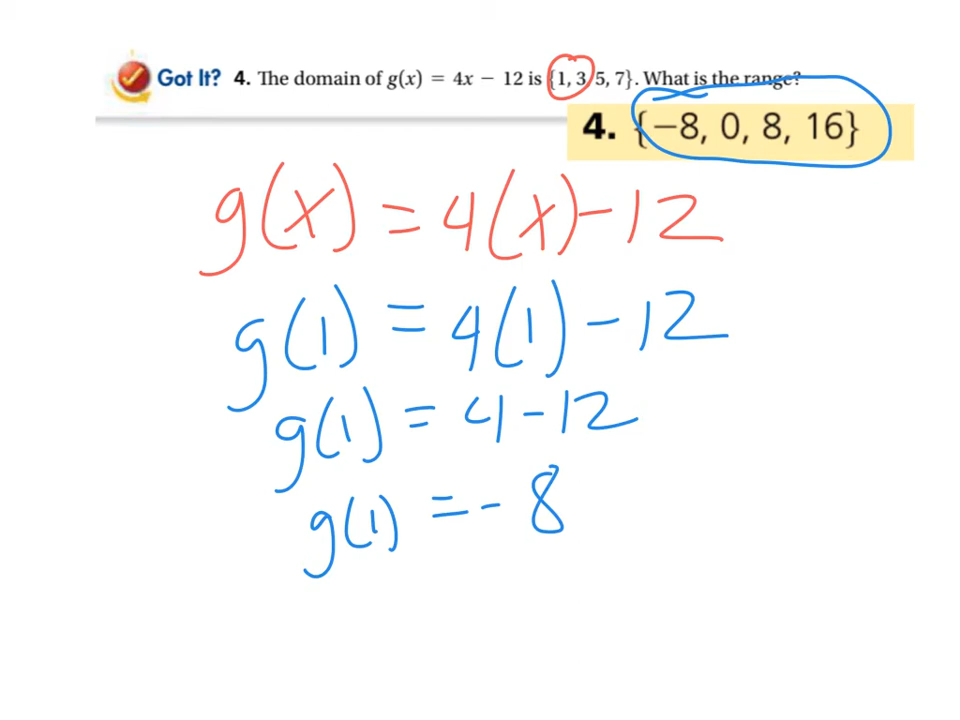 Got It? 4. The domain of g(x) = 4x − 12 is {1, 3, 5, 7}. What is the range?
4. {−8, 0, 8, 16}
g(x) = 4(x) − 12
g(1) = 4(1) − 12
g(1) = 4 − 12
g(1) = − 8